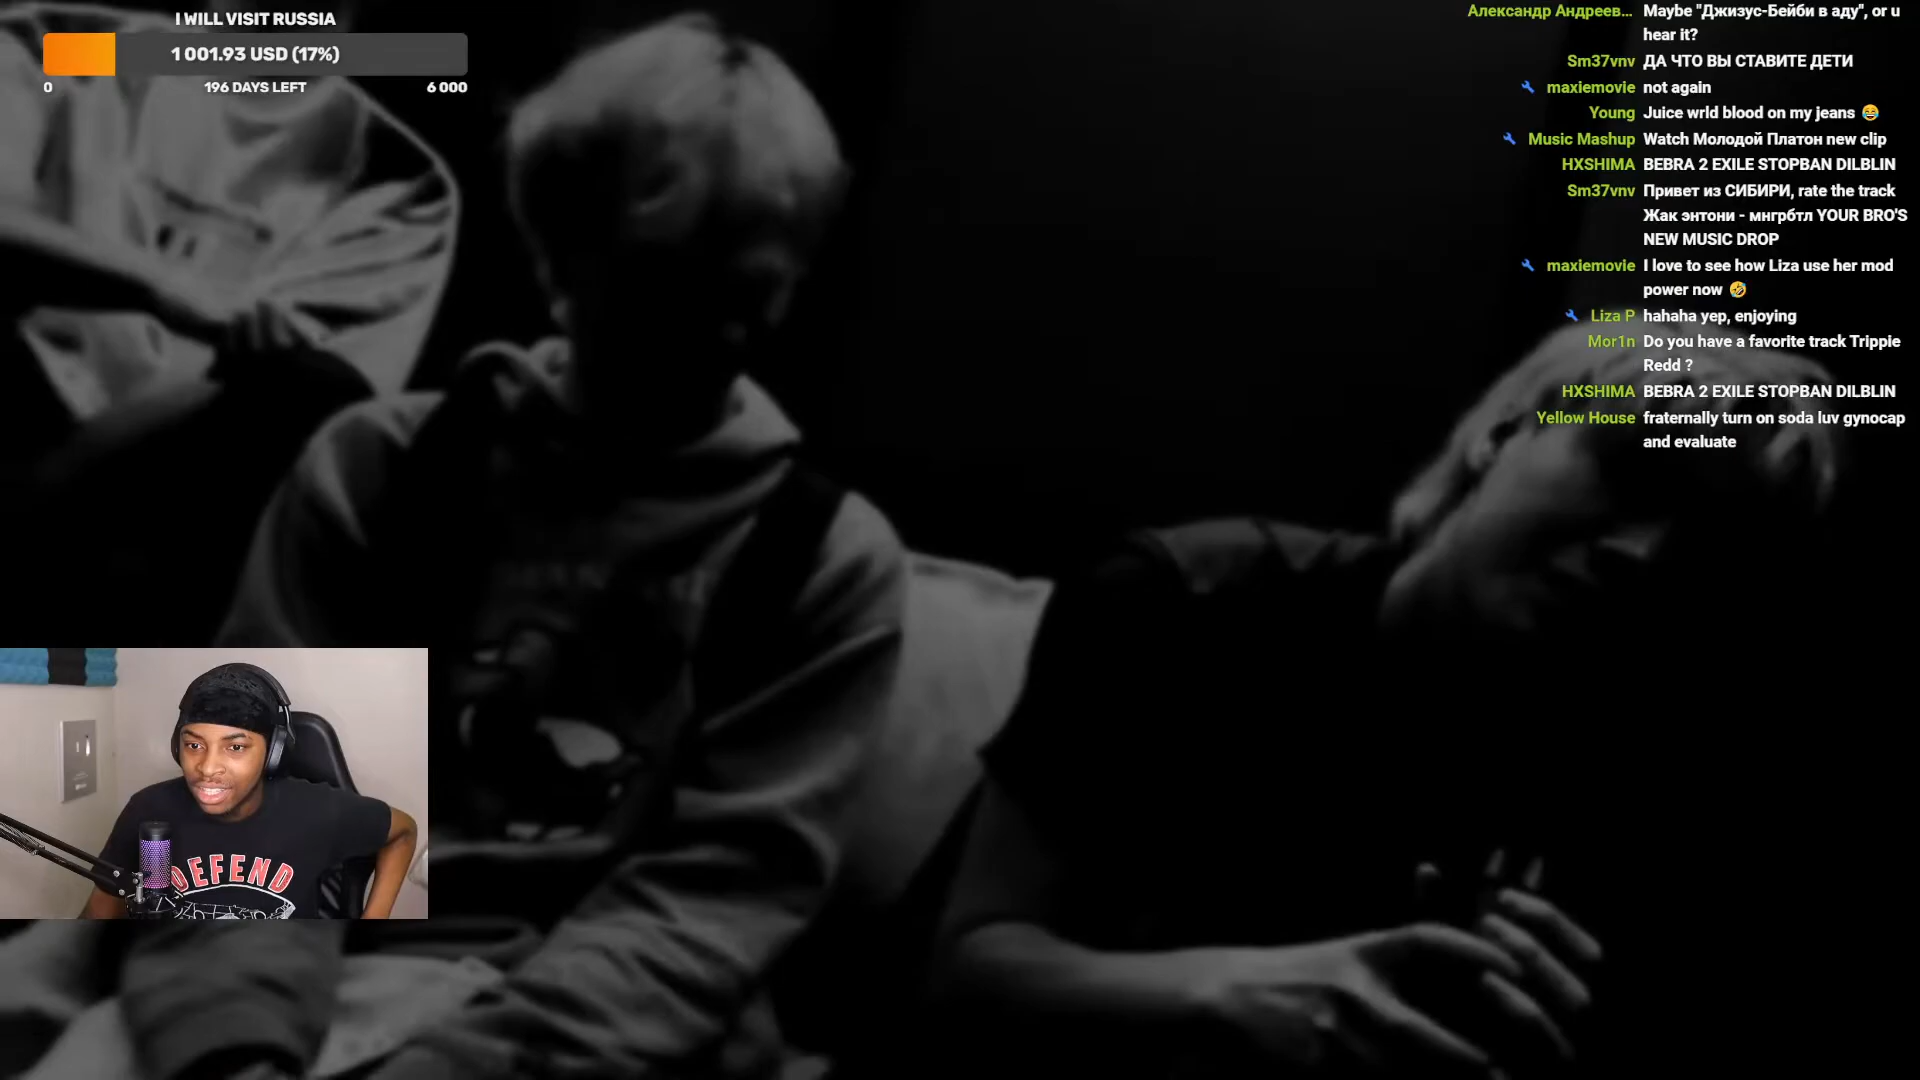 I WILL VISIT RUSSIA
1 001.93 USD (17%)
0 196 DAYS LEFT 6 000
Александр Андреев... Maybe "Джизус-Бейби в аду", or u
hear it?
Sm37vnv ДА ЧТО ВЫ СТАВИТЕ ДЕТИ
maxiemovie not again
Young Juice wrld blood on my jeans 😂
Music Mashup Watch Молодой Платон new clip
HXSHIMA BEBRA 2 EXILE STOPBAN DILBLIN
Sm37vnv Привет из СИБИРИ, rate the track
Жак энтони - мнгрбтл YOUR BRO'S
NEW MUSIC DROP
maxiemovie I love to see how Liza use her mod
power now 🤣
Liza P hahaha yep, enjoying
Mor1n Do you have a favorite track Trippie
Redd ?
HXSHIMA BEBRA 2 EXILE STOPBAN DILBLIN
Yellow House fraternally turn on soda luv gynocap
and evaluate
DEFEND